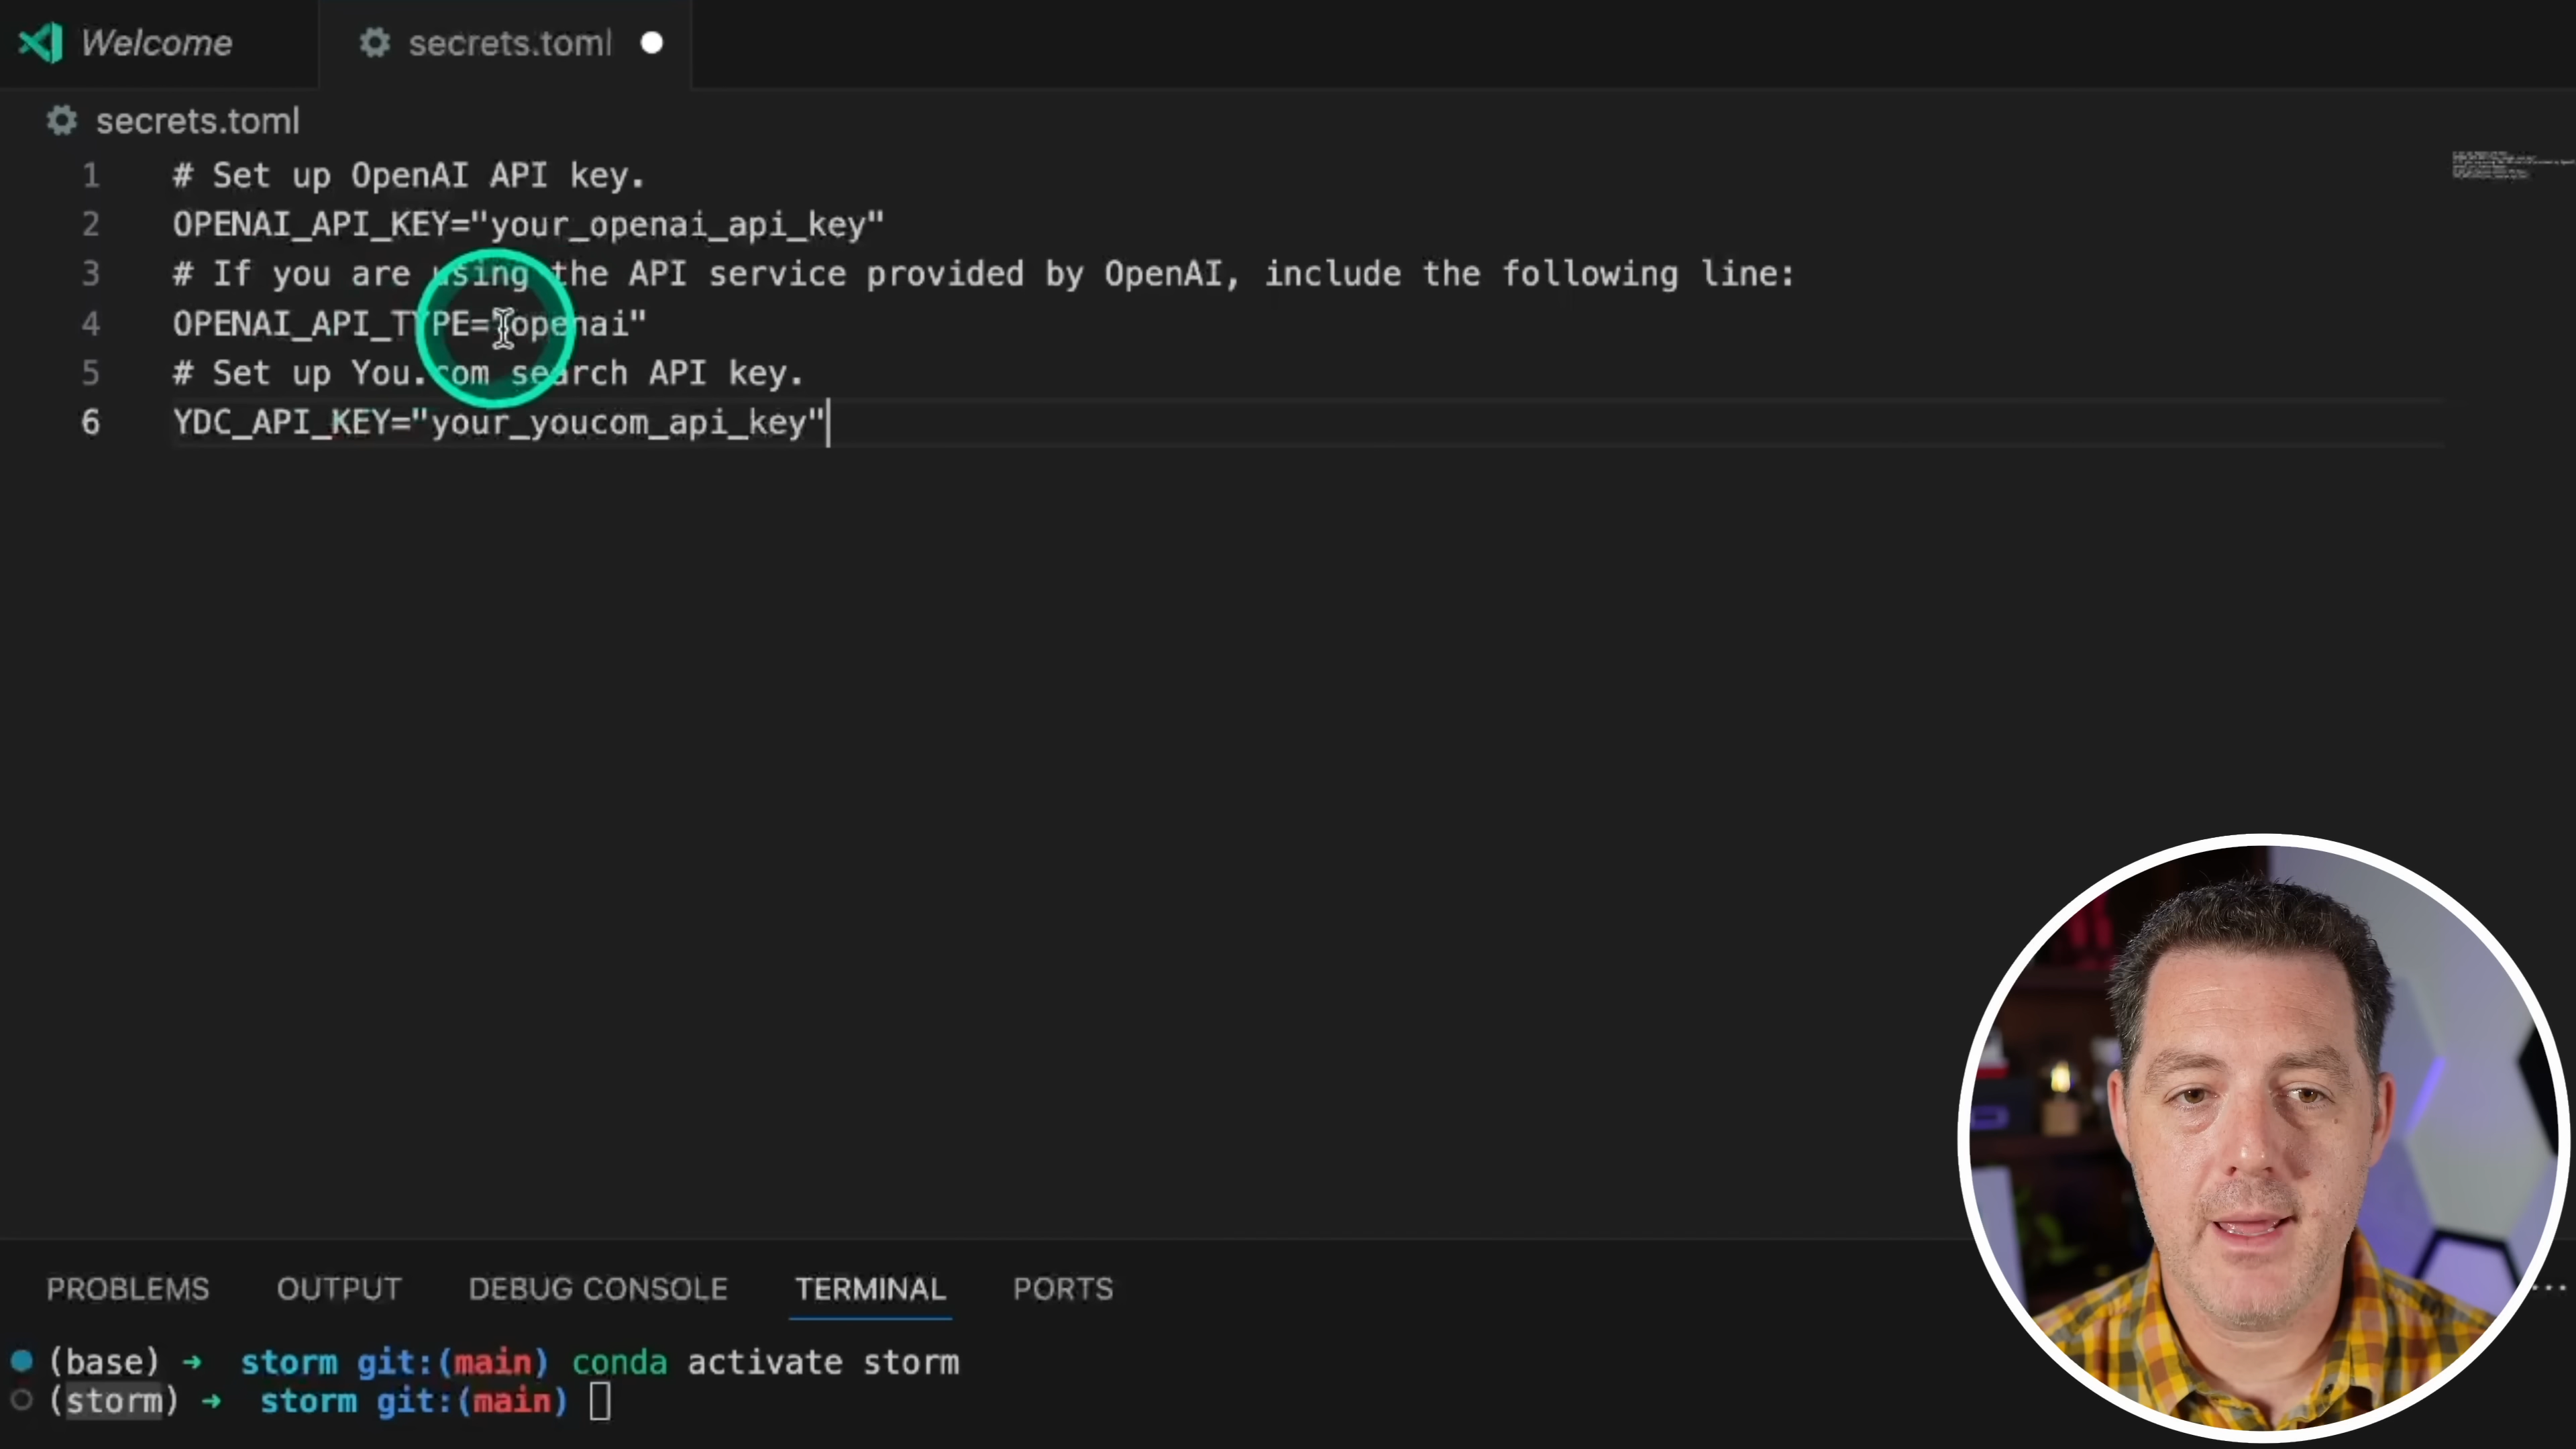 Welcome
secrets.toml
secrets.toml
1 # Set up OpenAI API key.
2 OPENAI_API_KEY="your_openai_api_key"
3 # If you are using the API service provided by OpenAI, include the following line:
4 OPENAI_API_TYPE="openai"
5 # Set up You.com search API key.
6 YDC_API_KEY="your_youcom_api_key"
PROBLEMS OUTPUT DEBUG CONSOLE TERMINAL PORTS
(base) ➜ storm git:(main) conda activate storm
(storm) ➜ storm git:(main)